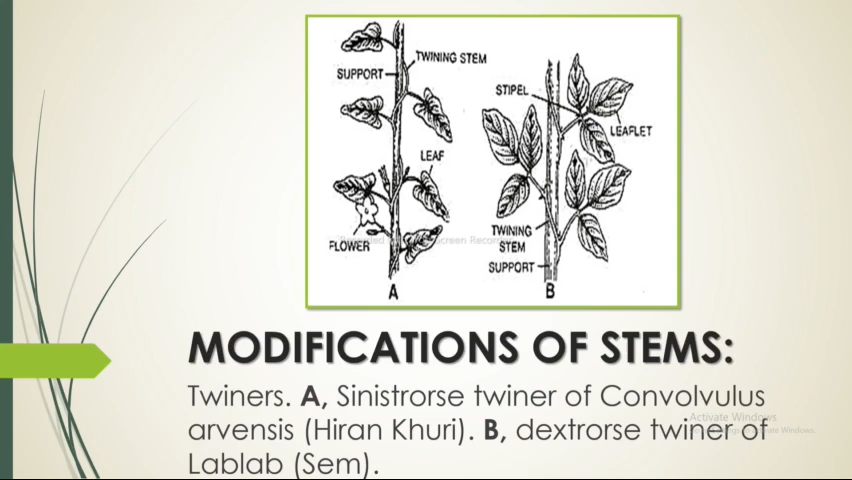 TWINING STEM
SUPPORT
STIPEL
LEAFLET
LEAF
FLOWER
TWINING
STEM
SUPPORT
A
B
MODIFICATIONS OF STEMS:
Twiners. A, Sinistrorse twiner of Convolvulus
arvensis (Hiran Khuri). B, dextrorse twiner of
Lablab (Sem).
Activate Windows